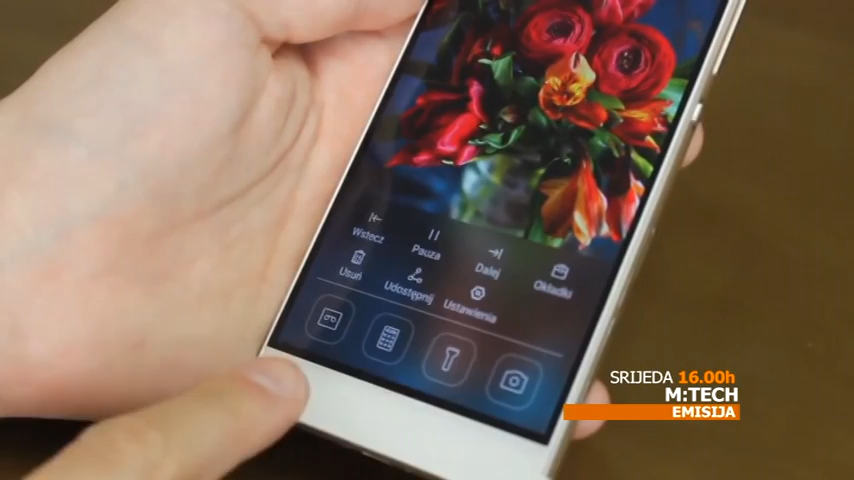 Wstecz
Pauza
Dalej
Okładki
Usuń
Udostępnij
Ustawienia
SRIJEDA 16.00h
M:TECH
EMISIJA